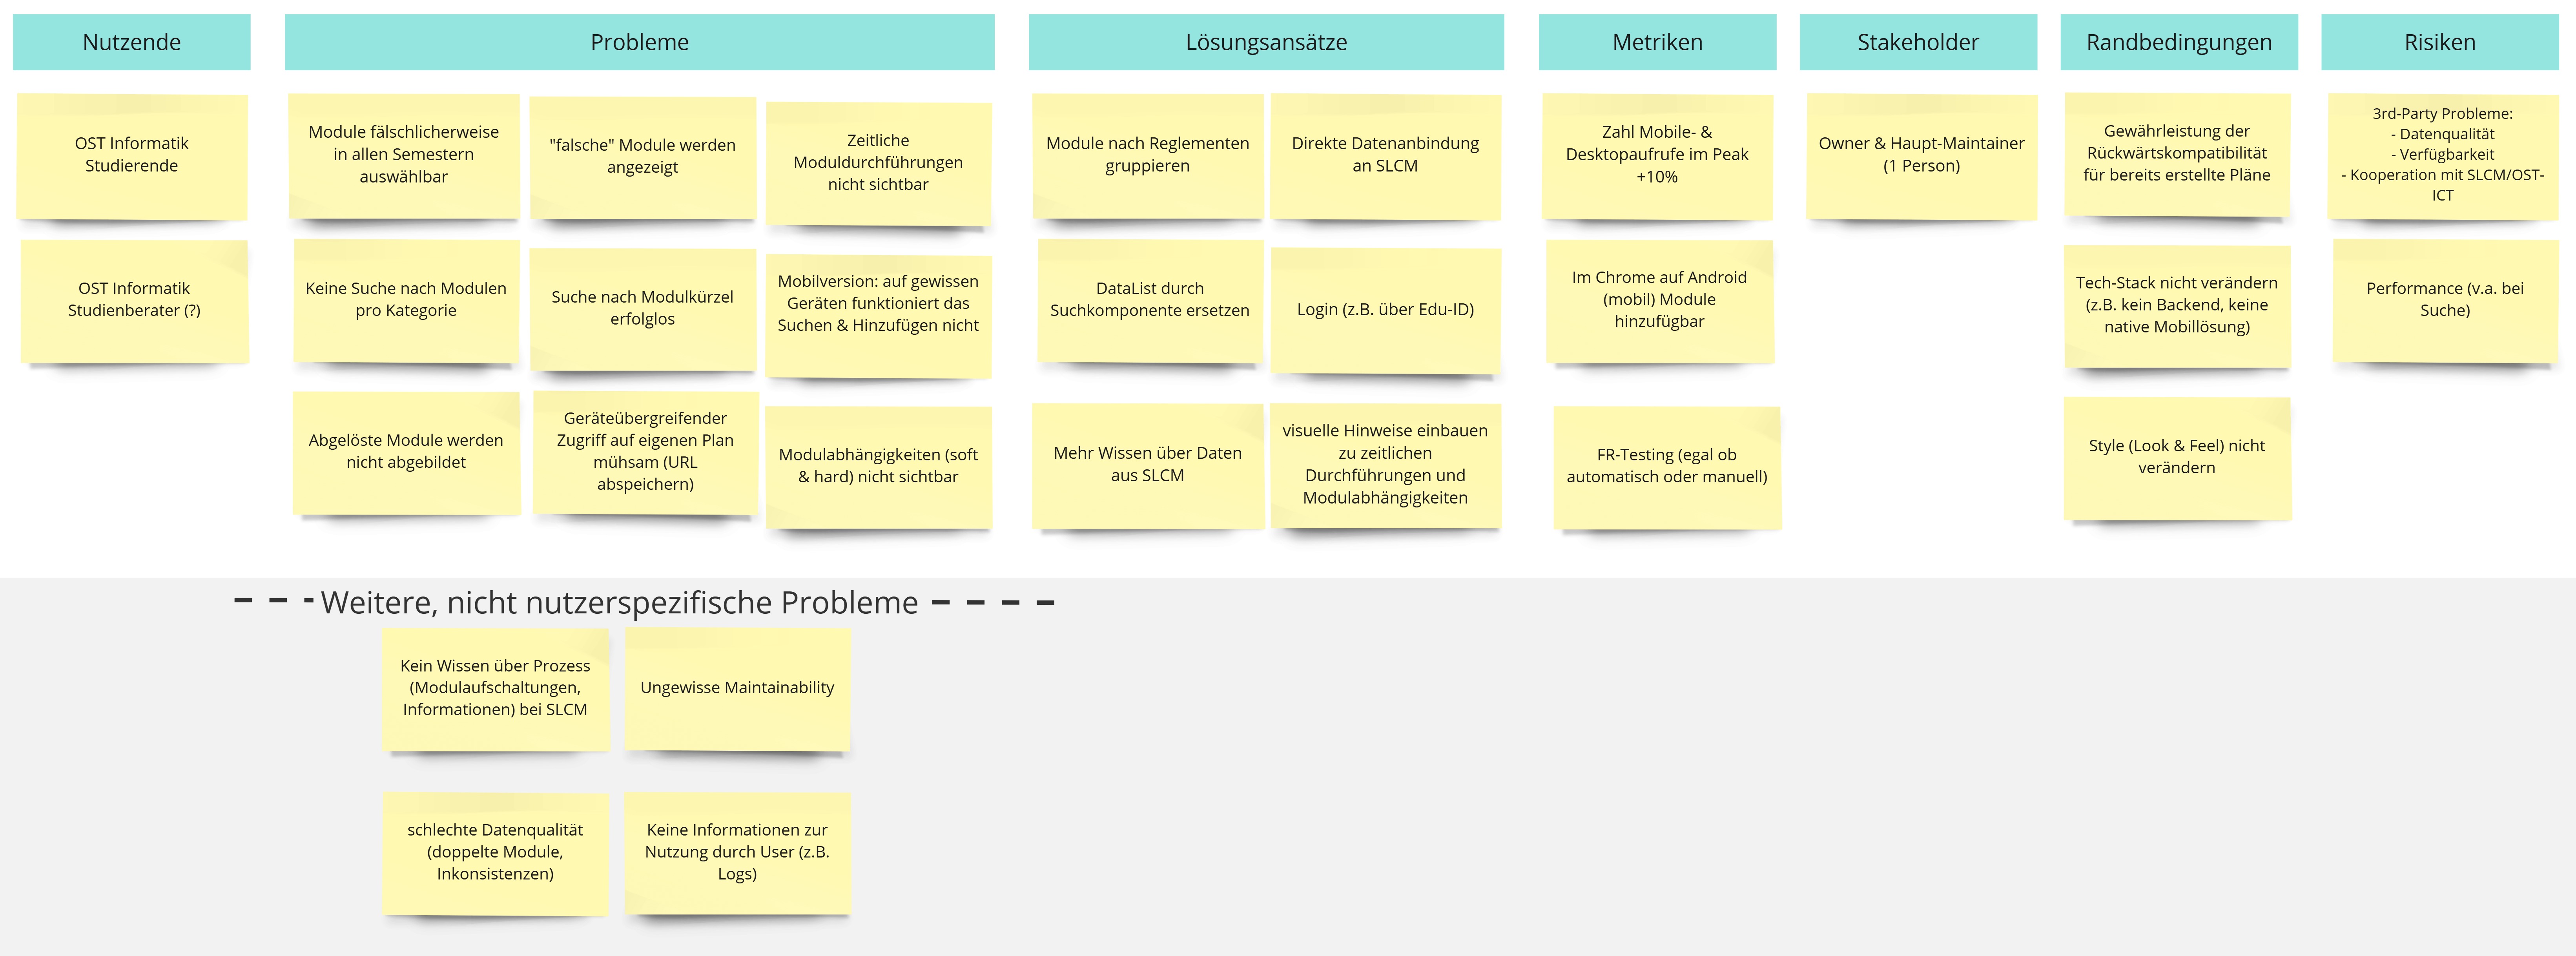 Nutzende
Probleme
Lösungsansätze
Metriken
Stakeholder
Randbedingungen
Risiken
OST Informatik
Studierende
OST Informatik
Studienberater (?)
Module fälschlicherweise
in allen Semestern
auswählbar
"falsche" Module werden
angezeigt
Zeitliche
Moduldurchführungen
nicht sichtbar
Keine Suche nach Modulen
pro Kategorie
Suche nach Modulkürzel
erfolglos
Mobilversion: auf gewissen
Geräten funktioniert das
Suchen & Hinzufügen nicht
Abgelöste Module werden
nicht abgebildet
Geräteübergreifender
Zugriff auf eigenen Plan
mühsam (URL
abspeichern)
Modulabhängigkeiten (soft
& hard) nicht sichtbar
Module nach Reglementen
gruppieren
Direkte Datenanbindung
an SLCM
DataList durch
Suchkomponente ersetzen
Login (z.B. über Edu-ID)
Mehr Wissen über Daten
aus SLCM
visuelle Hinweise einbauen
zu zeitlichen
Durchführungen und
Modulabhängigkeiten
Zahl Mobile- &
Desktopaufrufe im Peak
+10%
Im Chrome auf Android
(mobil) Module
hinzufügbar
FR-Testing (egal ob
automatisch oder manuell)
Owner & Haupt-Maintainer
(1 Person)
Gewährleistung der
Rückwärtskompatibilität
für bereits erstellte Pläne
Tech-Stack nicht verändern
(z.B. kein Backend, keine
native Mobillösung)
Style (Look & Feel) nicht
verändern
3rd-Party Probleme:
- Datenqualität
- Verfügbarkeit
- Kooperation mit SLCM/OST-
ICT
Performance (v.a. bei
Suche)
Weitere, nicht nutzerspezifische Probleme
Kein Wissen über Prozess
(Modulaufschaltungen,
Informationen) bei SLCM
Ungewisse Maintainability
schlechte Datenqualität
(doppelte Module,
Inkonsistenzen)
Keine Informationen zur
Nutzung durch User (z.B.
Logs)